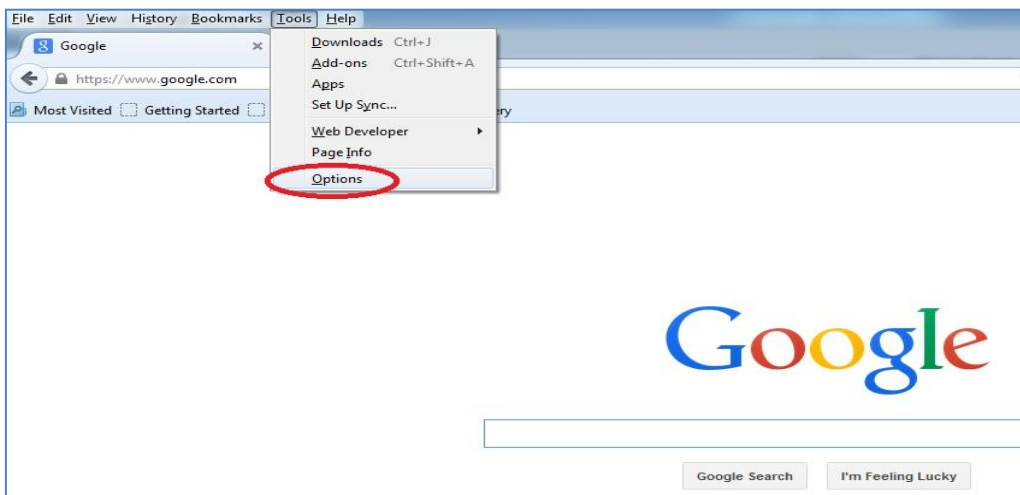 File Edit View History Bookmarks Tools Help
Google ×
Downloads Ctrl+J
Add-ons Ctrl+Shift+A
Apps
Set Up Sync...
Web Developer
Page Info
Options
https://www.google.com
Most Visited Getting Started
Google
Google Search I'm Feeling Lucky